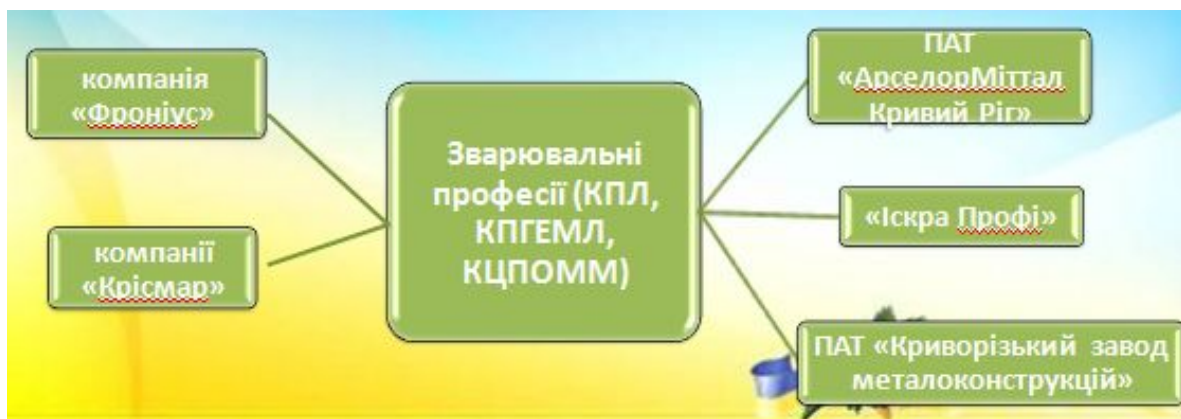 компанія
«Фроніус»
компанії
«Крісмар»
Зварювальні
професії (КПЛ,
КПГЕМЛ,
КЦПОММ)
ПАТ
«АрселорМіттал
Кривий Ріг»
«Іскра Профі»
ПАТ «Криворізький завод
металоконструкцій»